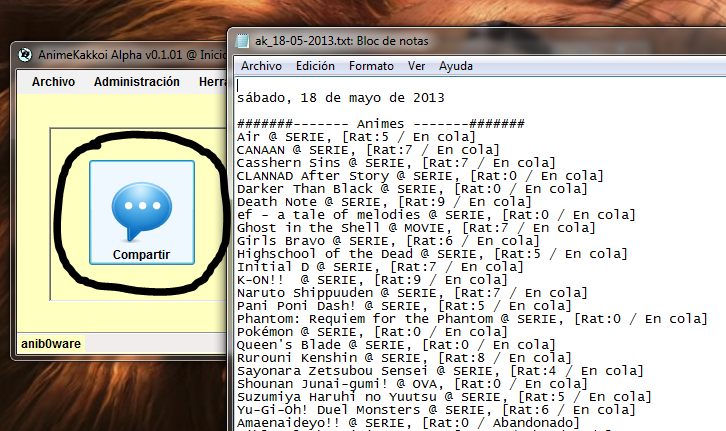 AnimeKakkoi Alpha v0.1.01 @ Inicio
Archivo Administración Herra
Compartir
anib0ware
ak_18-05-2013.txt: Bloc de notas
Archivo Edición Formato Ver Ayuda
sábado, 18 de mayo de 2013
#######------- Animes -------#######
Air @ SERIE, [Rat:5 / En cola]
CANAAN @ SERIE, [Rat:7 / En cola]
Casshern Sins @ SERIE, [Rat:7 / En cola]
CLANNAD After Story @ SERIE, [Rat:0 / En cola]
Darker Than Black @ SERIE, [Rat:0 / En cola]
Death Note @ SERIE, [Rat:9 / En cola]
ef - a tale of melodies @ SERIE, [Rat:0 / En cola]
Ghost in the Shell @ MOVIE, [Rat:7 / En cola]
Girls Bravo @ SERIE, [Rat:6 / En cola]
Highschool of the Dead @ SERIE, [Rat:5 / En cola]
Initial D @ SERIE, [Rat:7 / En cola]
K-ON!!  @ SERIE, [Rat:9 / En cola]
Naruto Shippuuden @ SERIE, [Rat:7 / En cola]
Pani Poni Dash! @ SERIE, [Rat:5 / En cola]
Phantom: Requiem for the Phantom @ SERIE, [Rat:0 / En cola]
Pokémon @ SERIE, [Rat:0 / En cola]
Queen's Blade @ SERIE, [Rat:0 / En cola]
Rurouni Kenshin @ SERIE, [Rat:8 / En cola]
Sayonara Zetsubou Sensei @ SERIE, [Rat:4 / En cola]
Shounan Junai-gumi! @ OVA, [Rat:0 / En cola]
Suzumiya Haruhi no Yuutsu @ SERIE, [Rat:5 / En cola]
Yu-Gi-Oh! Duel Monsters @ SERIE, [Rat:6 / En cola]
Amaenaideyo!! @ SERIE, [Rat:0 / Abandonado]